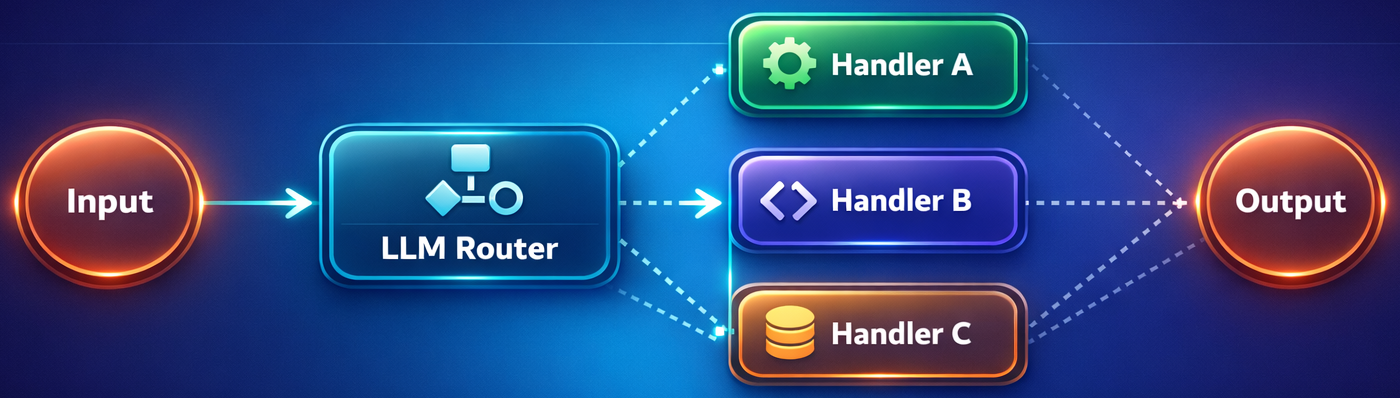 Input
LLM Router
Handler A
Handler B
Handler C
Output